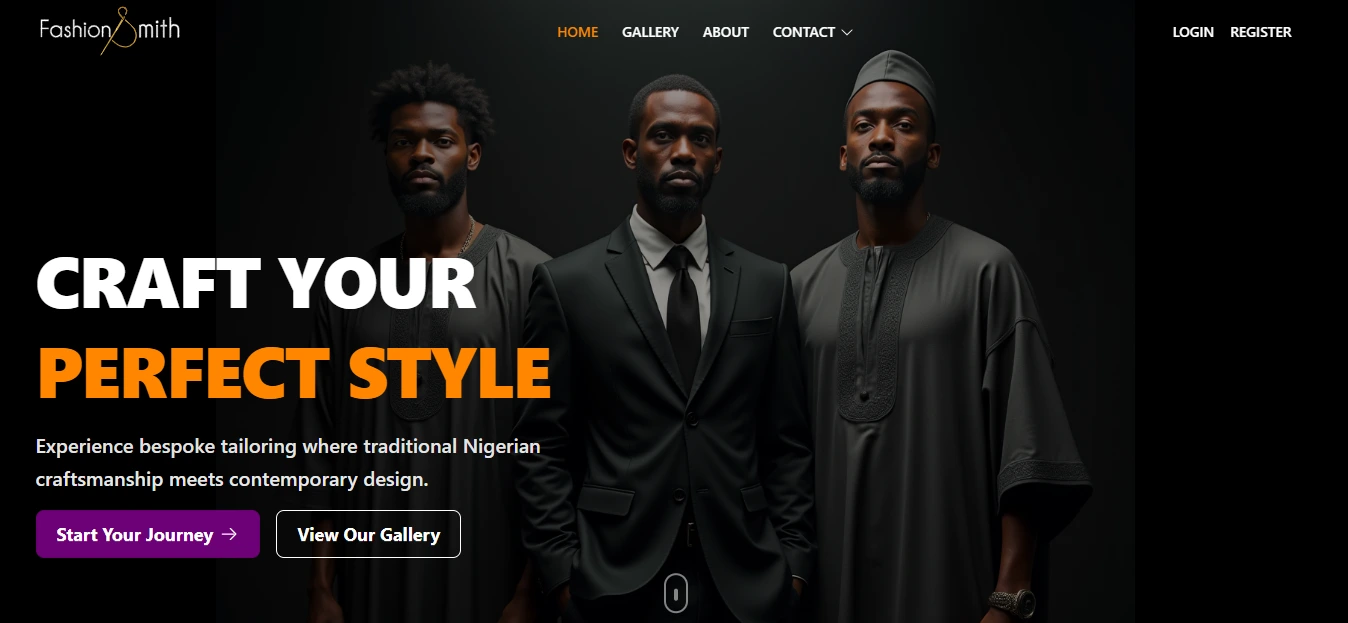 FashionSmith
HOME GALLERY ABOUT CONTACT
LOGIN REGISTER
CRAFT YOUR
PERFECT STYLE
Experience bespoke tailoring where traditional Nigerian
craftsmanship meets contemporary design.
Start Your Journey
View Our Gallery